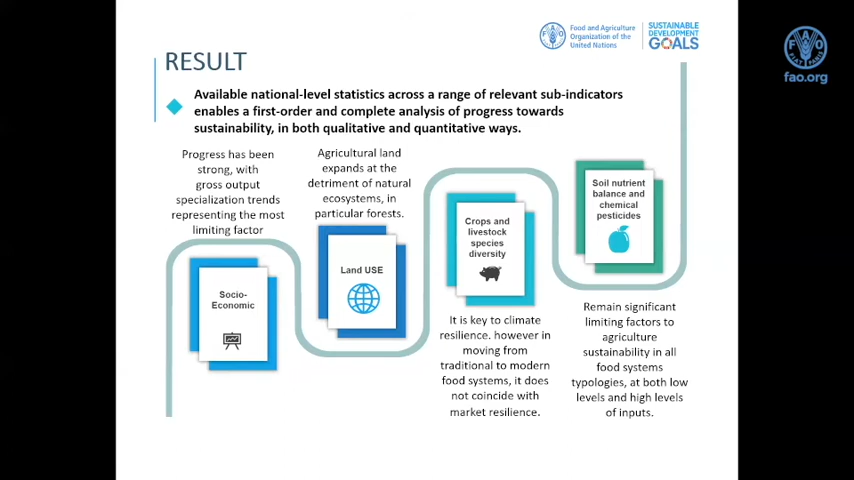 Food and Agriculture
Organization of the
United Nations
SUSTAINABLE
DEVELOPMENT
GOALS
FAO
FIAT PANIS
fao.org
RESULT
Available national-level statistics across a range of relevant sub-indicators
enables a first-order and complete analysis of progress towards
sustainability, in both qualitative and quantitative ways.
Progress has been
strong, with
gross output
specialization trends
representing the most
limiting factor
Socio-
Economic
Agricultural land
expands at the
detriment of natural
ecosystems, in
particular forests.
Land USE
Crops and
livestock
species
diversity
It is key to climate
resilience. however in
moving from
traditional to modern
food systems, it does
not coincide with
market resilience.
Soil nutrient
balance and
chemical
pesticides
Remain significant
limiting factors to
agriculture
sustainability in all
food systems
typologies, at both low
levels and high levels
of inputs.